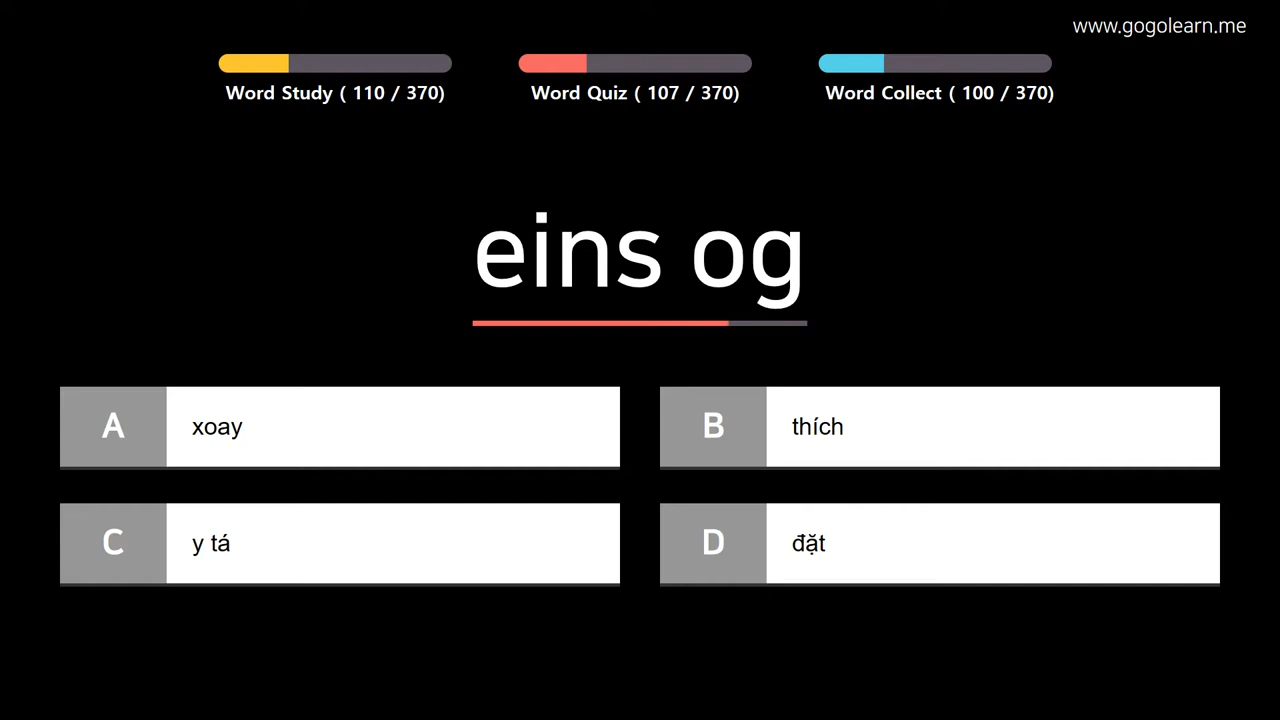 www.gogolearn.me
Word Study ( 110 / 370)
Word Quiz ( 107 / 370)
Word Collect ( 100 / 370)
eins og
A xoay
B thích
C y tá
D đặt